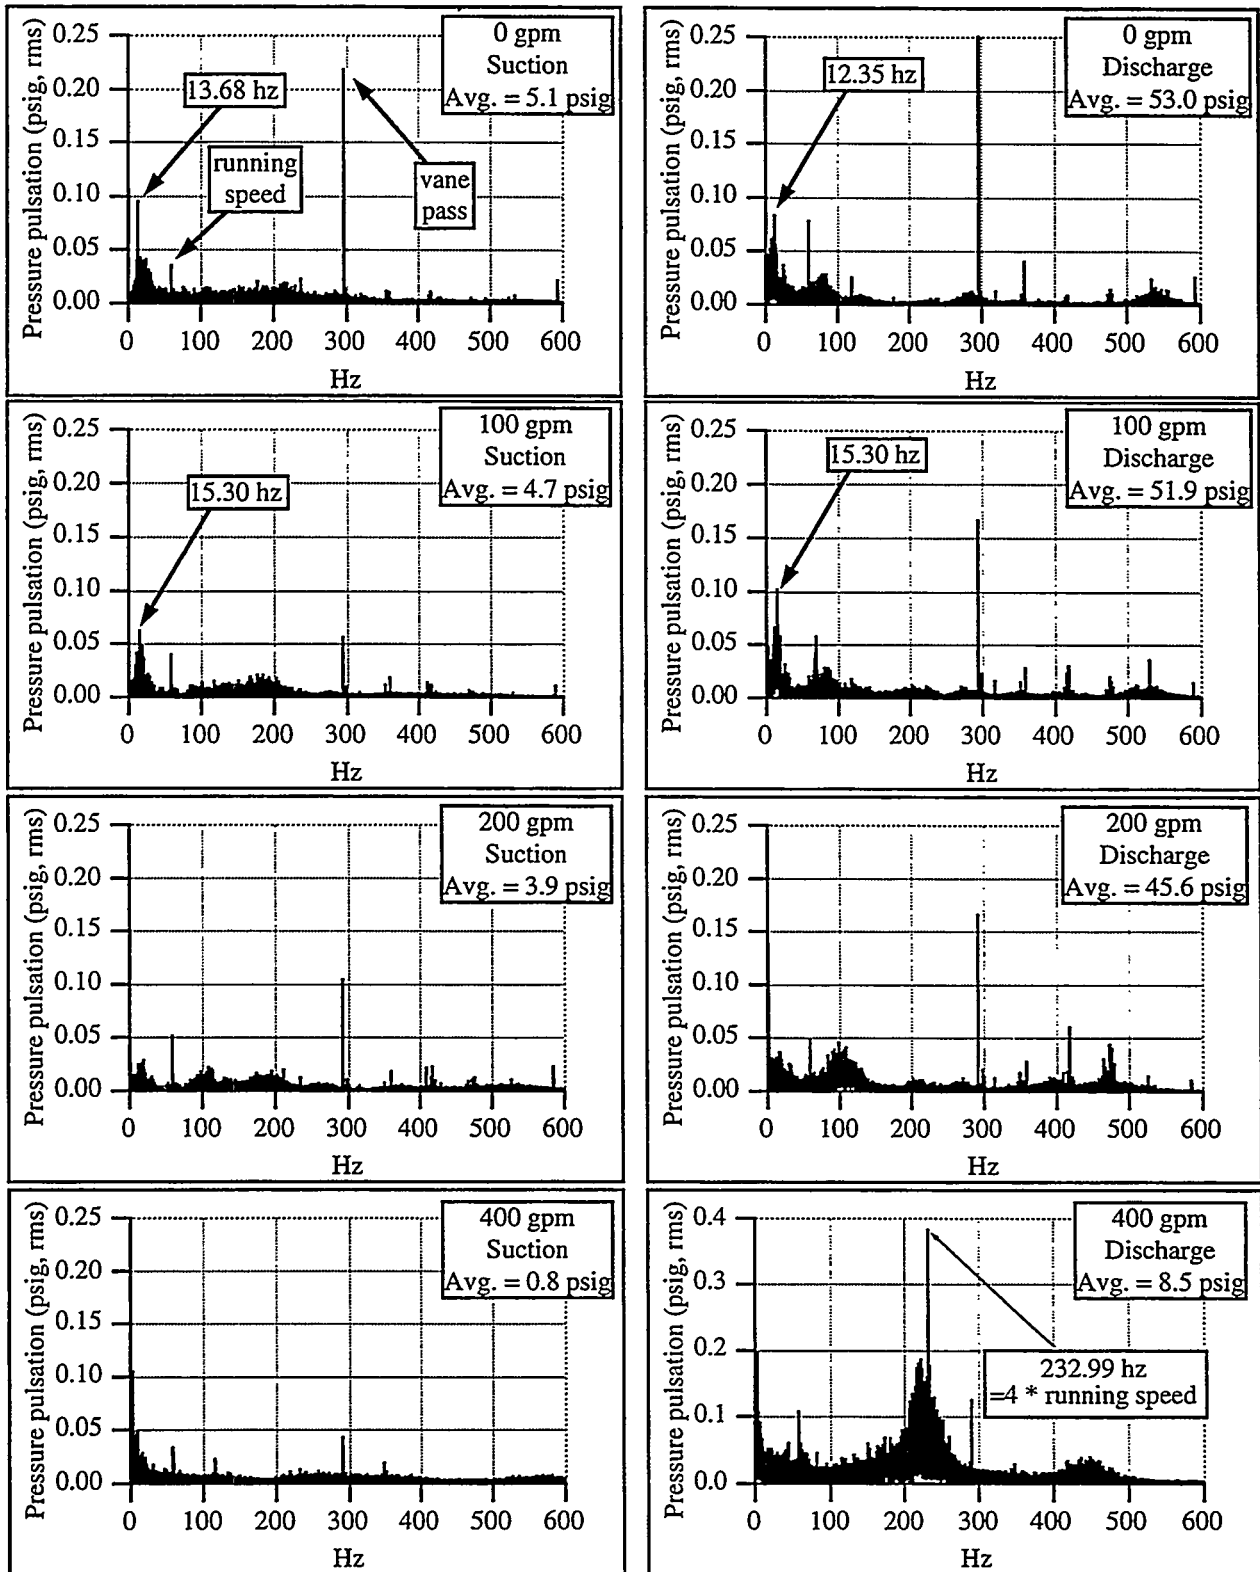 0 gpm
Suction
Avg. = 5.1 psig
Pressure pulsation (psig, rms)
0.25
0.20
0.15
0.10
0.05
0.00
13.68 hz
running
speed
vane
pass
0 100 200 300 400 500 600
Hz
0 gpm
Discharge
Avg. = 53.0 psig
Pressure pulsation (psig, rms)
0.25
0.20
0.15
0.10
0.05
0.00
12.35 hz
0 100 200 300 400 500 600
Hz
100 gpm
Suction
Avg. = 4.7 psig
Pressure pulsation (psig, rms)
0.25
0.20
0.15
0.10
0.05
0.00
15.30 hz
0 100 200 300 400 500 600
Hz
100 gpm
Discharge
Avg. = 51.9 psig
Pressure pulsation (psig, rms)
0.25
0.20
0.15
0.10
0.05
0.00
15.30 hz
0 100 200 300 400 500 600
Hz
200 gpm
Suction
Avg. = 3.9 psig
Pressure pulsation (psig, rms)
0.25
0.20
0.15
0.10
0.05
0.00
0 100 200 300 400 500 600
Hz
200 gpm
Discharge
Avg. = 45.6 psig
Pressure pulsation (psig, rms)
0.25
0.20
0.15
0.10
0.05
0.00
0 100 200 300 400 500 600
Hz
400 gpm
Suction
Avg. = 0.8 psig
Pressure pulsation (psig, rms)
0.25
0.20
0.15
0.10
0.05
0.00
0 100 200 300 400 500 600
Hz
400 gpm
Discharge
Avg. = 8.5 psig
Pressure pulsation (psig, rms)
0.4
0.3
0.2
0.1
0.0
232.99 hz
=4 * running speed
0 100 200 300 400 500 600
Hz